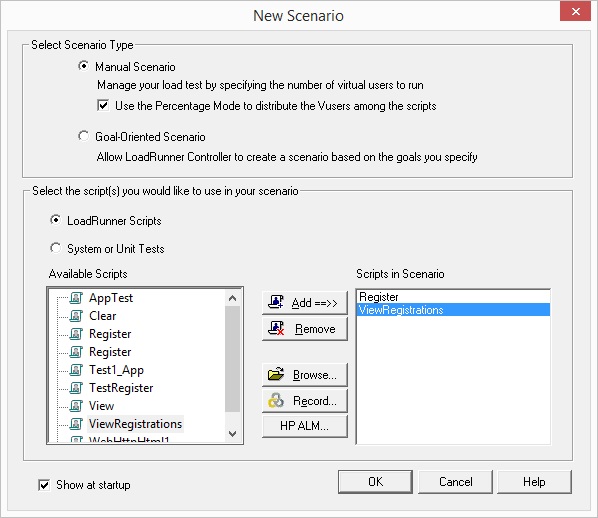 New Scenario
Select Scenario Type
Manual Scenario
Manage your load test by specifying the number of virtual users to run
Use the Percentage Mode to distribute the Vusers among the scripts
Goal-Oriented Scenario
Allow LoadRunner Controller to create a scenario based on the goals you specify
Select the script(s) you would like to use in your scenario
LoadRunner Scripts
System or Unit Tests
Available Scripts
AppTest
Clear
Register
Register
Test1_App
TestRegister
View
ViewRegistrations
WebHttpHtml1
Add ==>>
Remove
Browse...
Record...
HP ALM...
Scripts in Scenario
Register
ViewRegistrations
Show at startup
OK
Cancel
Help